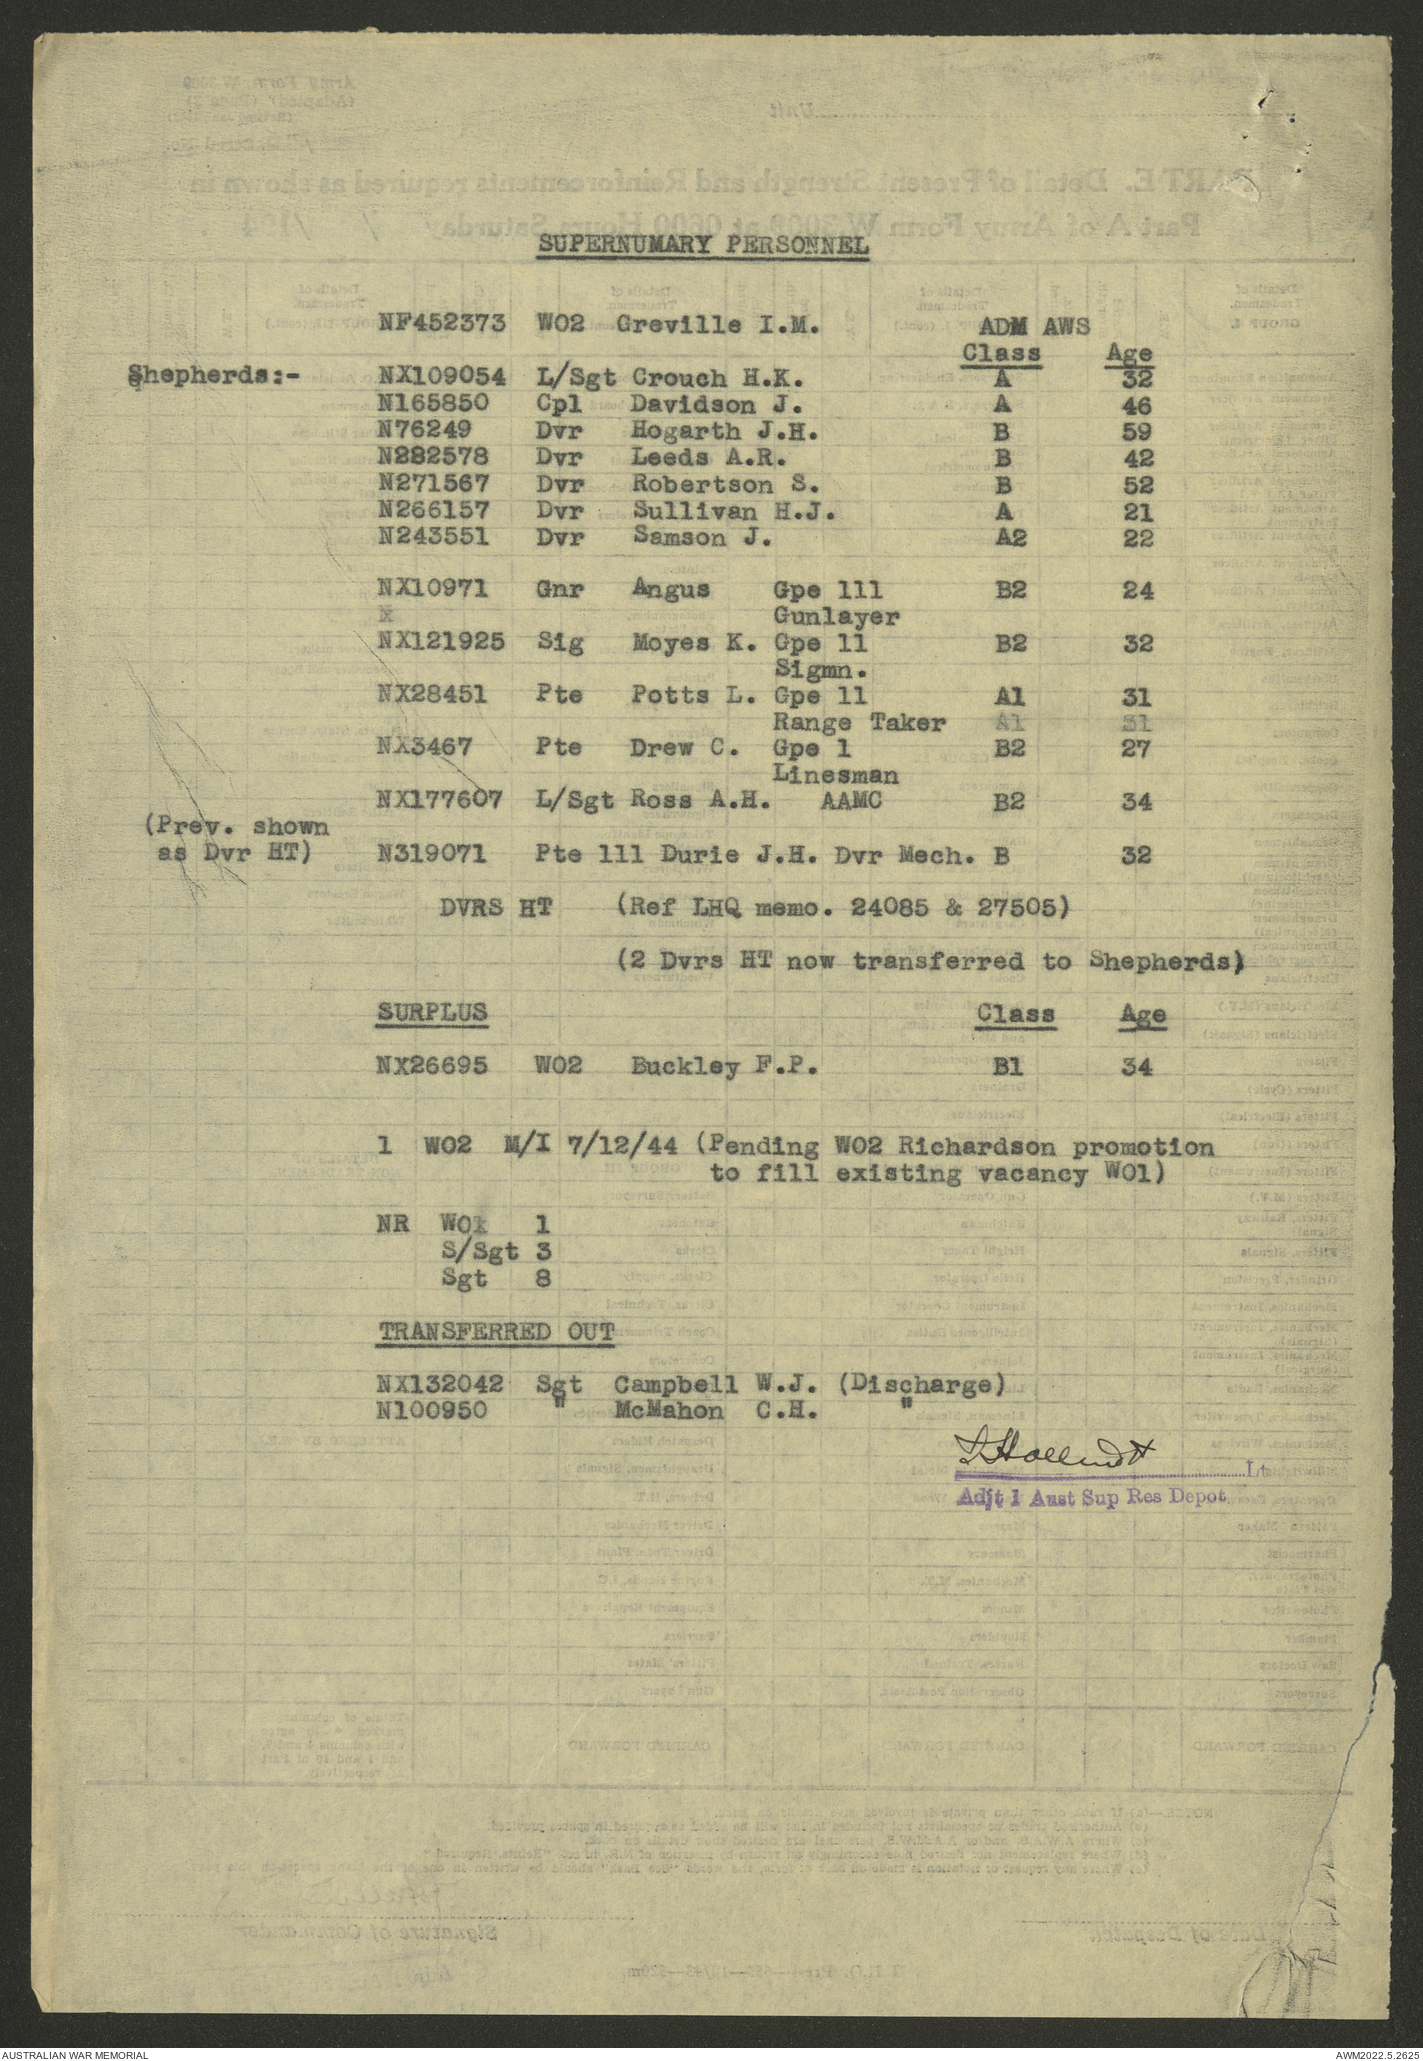 SUPERNUMARY PERSONNEL
NF452373 WO2 Greville I.M. ADM AWS
Class Age
Shepherds:- NX109054 L/Sgt Crouch H.K. A 32
N165850 Cpl Davidson J. A 46
N76249 Dvr Hogarth J.H. B 59
N282578 Dvr Leeds A.R. B 42
N271567 Dvr Robertson S. B 52
N266157 Dvr Sullivan H.J. A 21
N243551 Dvr Samson J. A2 22
NX10971 Gnr Angus Gpe 111 B2 24
Gunlayer
NX121925 Sig Moyes K. Gpe 11 B2 32
Sigmn.
NX28451 Pte Potts L. Gpe 11 A1 31
Range Taker A1 31
NX3467 Pte Drew C. Gpe 1 B2 27
Linesman
NX177607 L/Sgt Ross A.H. AAMC B2 34
(Prev. shown
as Dvr HT) N319071 Pte 111 Durie J.H. Dvr Mech. B 32
DVRS HT (Ref LHQ memo. 24085 & 27505)
(2 Dvrs HT now transferred to Shepherds)
SURPLUS Class Age
NX26695 WO2 Buckley F.P. B1 34
1 WO2 M/I 7/12/44 (Pending WO2 Richardson promotion
to fill existing vacancy WO1)
NR WO1 1
S/Sgt 3
Sgt 8
TRANSFERRED OUT
NX132042 Sgt Campbell W.J. (Discharge)
N100950 " McMahon C.H. "
Lt
Adjt 1 Aust Sup Res Depot
AUSTRALIAN WAR MEMORIAL AWM2022.5.2625